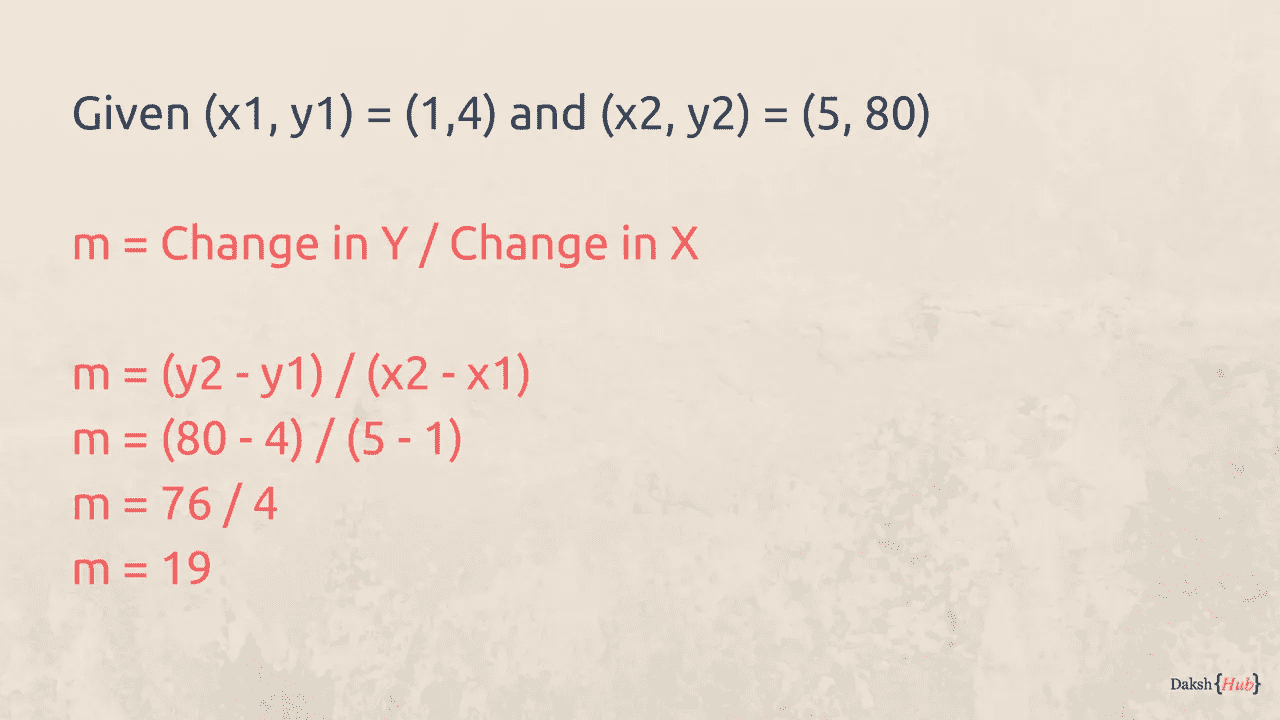 Given (x1, y1) = (1,4) and (x2, y2) = (5, 80)
m = Change in Y / Change in X
m = (y2 - y1) / (x2 - x1)
m = (80 - 4) / (5 - 1)
m = 76 / 4
m = 19
Daksh{Hub}